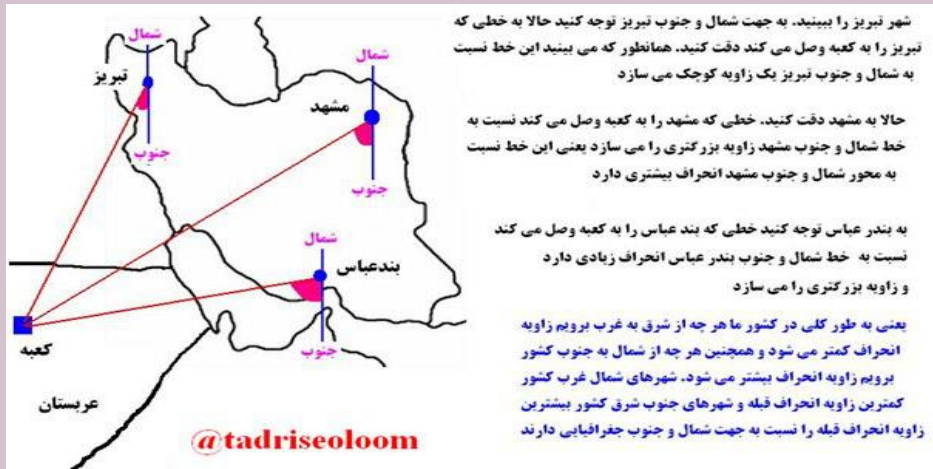 شهر تبریز را ببینید. به جهت شمال و جنوب تبریز توجه کنید حالا به خطی که
تبریز را به کعبه وصل می کند دقت کنید. همانطور که می بینید این خط نسبت
به شمال و جنوب تبریز یک زاویه کوچک می سازد
حالا به مشهد دقت کنید. خطی که مشهد را به کعبه وصل می کند نسبت به
خط شمال و جنوب مشهد زاویه بزرگتری را می سازد یعنی این خط نسبت
به محور شمال و جنوب مشهد انحراف بیشتری دارد
به بندر عباس توجه کنید خطی که بند عباس را به کعبه وصل می کند
نسبت به خط شمال و جنوب بندر عباس انحراف زیادی دارد
و زاویه بزرگتری را می سازد
یعنی به طور کلی در کشور ما هر چه از شرق به غرب برویم زاویه
انحراف کمتر می شود و همچنین هر چه از شمال به جنوب کشور
برویم زاویه انحراف بیشتر می شود. شهرهای شمال غرب کشور
کمترین زاویه انحراف قبله و شهرهای جنوب شرق کشور بیشترین
زاویه انحراف قبله را نسبت به جهت شمال و جنوب جغرافیایی دارند
شمال
تبریز
جنوب
شمال
مشهد
جنوب
شمال
بندعباس
جنوب
کعبه
عربستان
@tadriseoloom